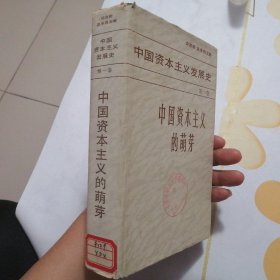 中国资本主义发展史
第一卷
中国资本主义
的萌芽
中国
资本主义
发展史
第一卷
中国资本主义的萌芽